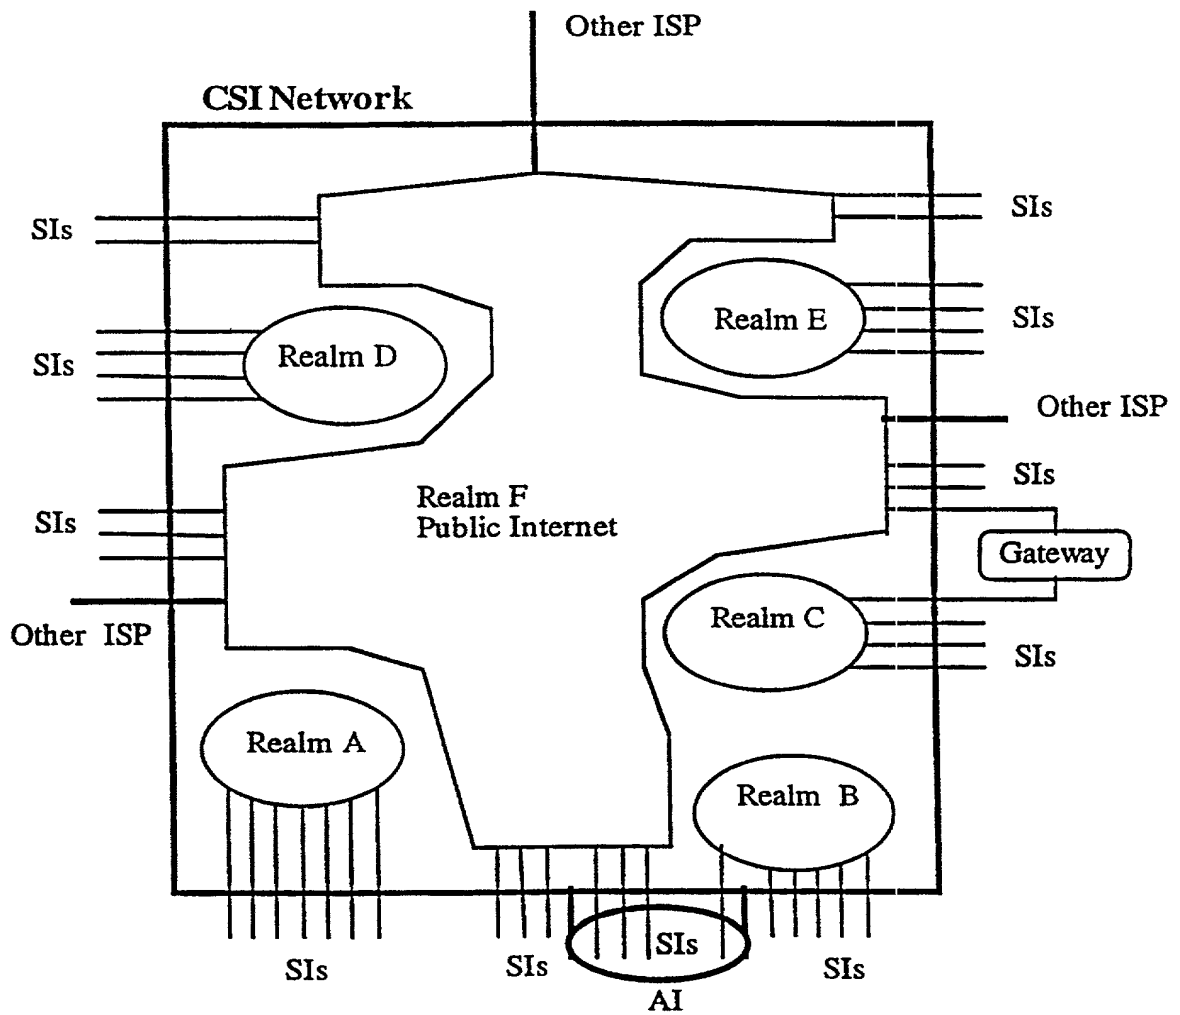 Other ISP
CSI Network
SIs
SIs
Realm E
SIs
Realm D
SIs
Other ISP
SIs
Realm F
Public Internet
SIs
Gateway
Other ISP
Realm C
SIs
Realm A
Realm B
SIs
SIs
SIs
SIs
AI